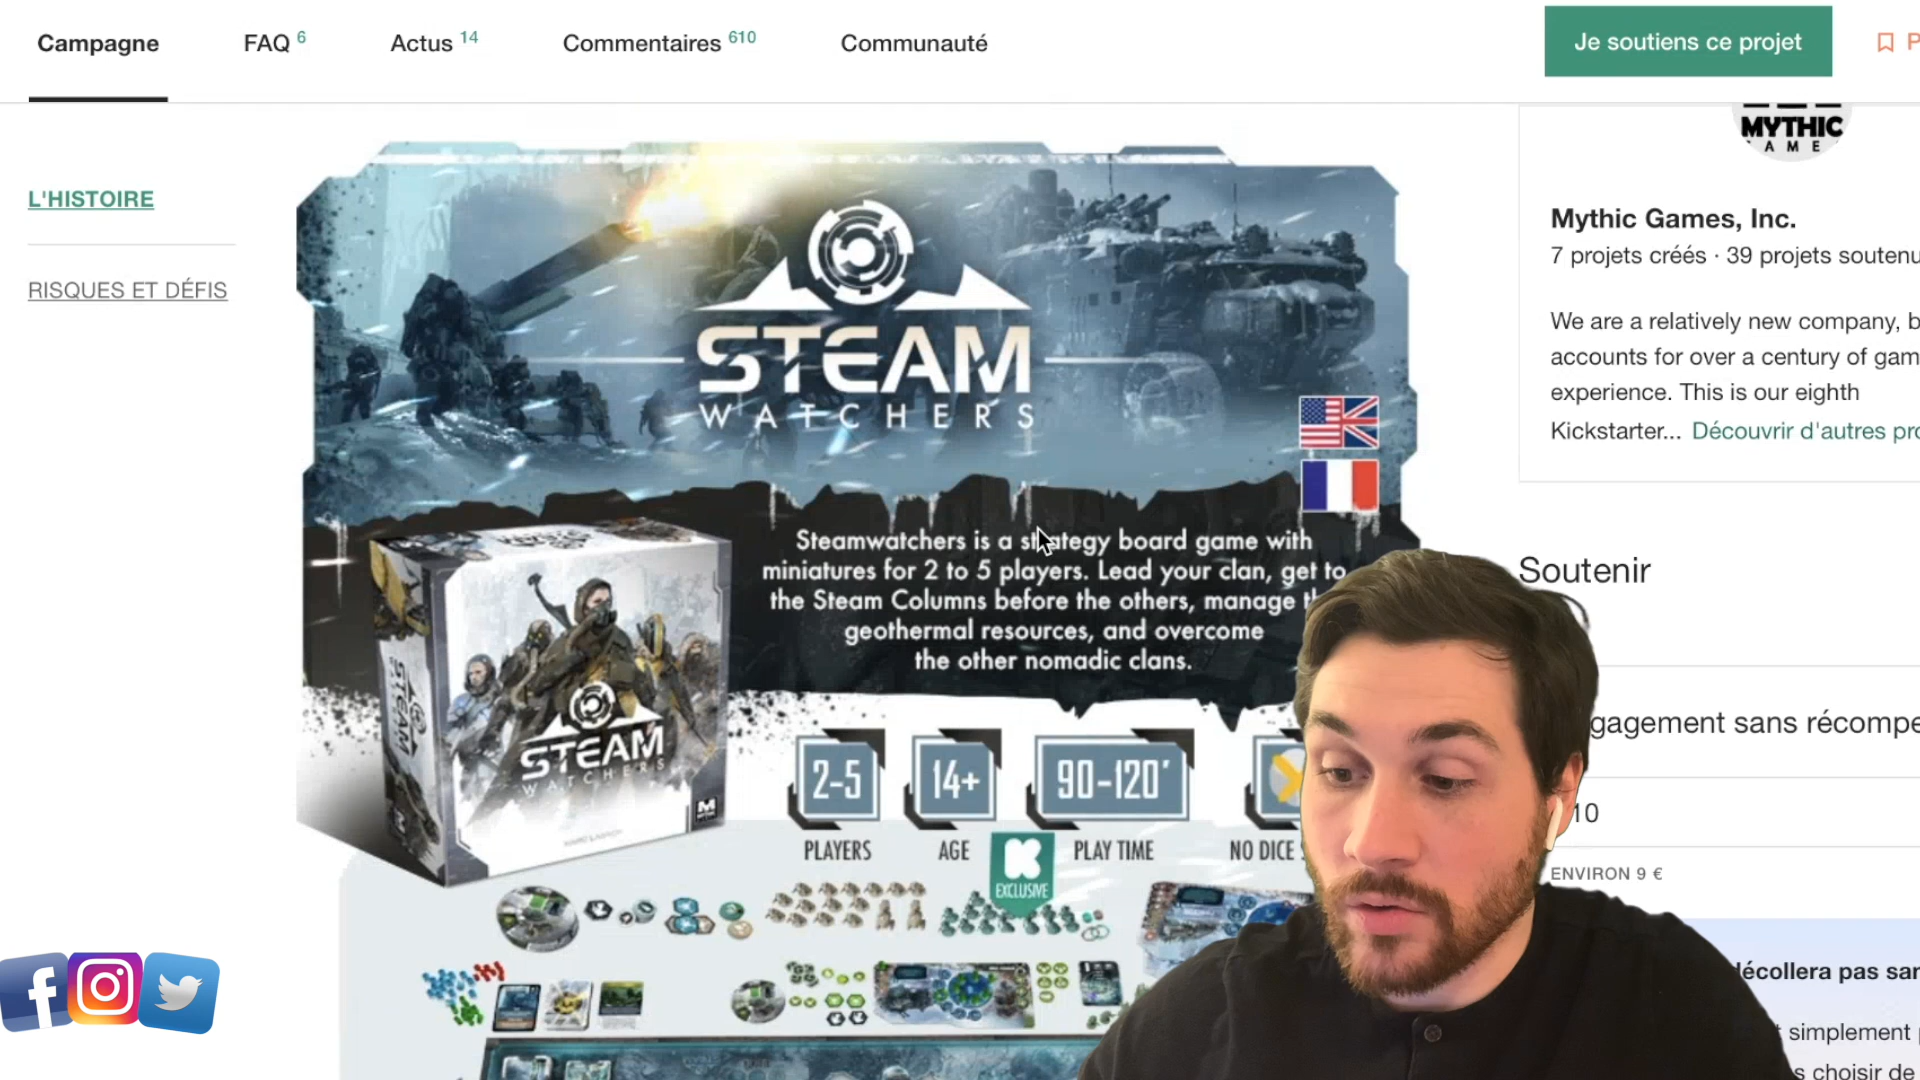 Campagne
FAQ 6
Actus 14
Commentaires 610
Communauté
Je soutiens ce projet
P
L'HISTOIRE
RISQUES ET DÉFIS
STEAM
WATCHERS
Steamwatchers is a strategy board game with
miniatures for 2 to 5 players. Lead your clan, get to
the Steam Columns before the others, manage
geothermal resources, and overcome
the other nomadic clans.
STEAM
WATCHERS
STEAM
WATCHERS
2-5
14+
90-120'
PLAYERS
AGE
PLAY TIME
NO DICE
EXCLUSIVE
MYTHIC
GAME
Mythic Games, Inc.
7 projets créés · 39 projets soutenu
We are a relatively new company, b
accounts for over a century of gam
experience. This is our eighth
Kickstarter... Découvrir d'autres pro
Soutenir
gagement sans récompe
10
ENVIRON 9 €
décollera pas san
t simplement p
s choisir de